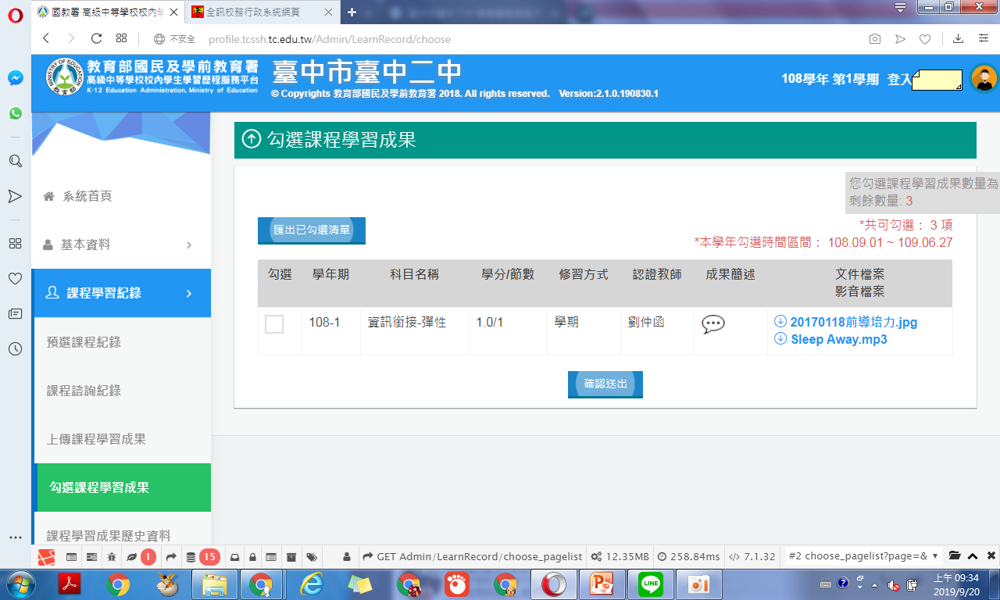 國教署 高級中等學校校內學
全訊校務行政系統網頁
不安全
profile.tcssh.tc.edu.tw/Admin/LearnRecord/choose
MINISTRY OF EDUCATION
教育部國民及學前教育署
高級中等學校校內學生學習歷程服務平台
K-12 Education Administration, Ministry of Education
臺中市臺中二中
© Copyrights 教育部國民及學前教育署 2018. All rights reserved. Version:2.1.0.190830.1
108學年 第1學期 登入
勾選課程學習成果
您勾選課程學習成果數量為
剩餘數量: 3
系統首頁
基本資料
課程學習紀錄
預選課程紀錄
課程諮詢紀錄
上傳課程學習成果
勾選課程學習成果
課程學習成果歷史資料
匯出已勾選清單
*共可勾選： 3 項
*本學年勾選時間區間： 108.09.01 ~ 109.06.27
勾選 學年期 科目名稱 學分/節數 修習方式 認證教師 成果簡述 文件檔案
影音檔案
108-1 資訊銜接-彈性 1.0/1 學期 劉仲函 20170118前導培力.jpg
Sleep Away.mp3
確認送出
1 15 GET Admin/LearnRecord/choose_pagelist 12.35MB 258.84ms 7.1.32 #2 choose_pagelist?page=&
LINE
上午 09:34
2019/9/20